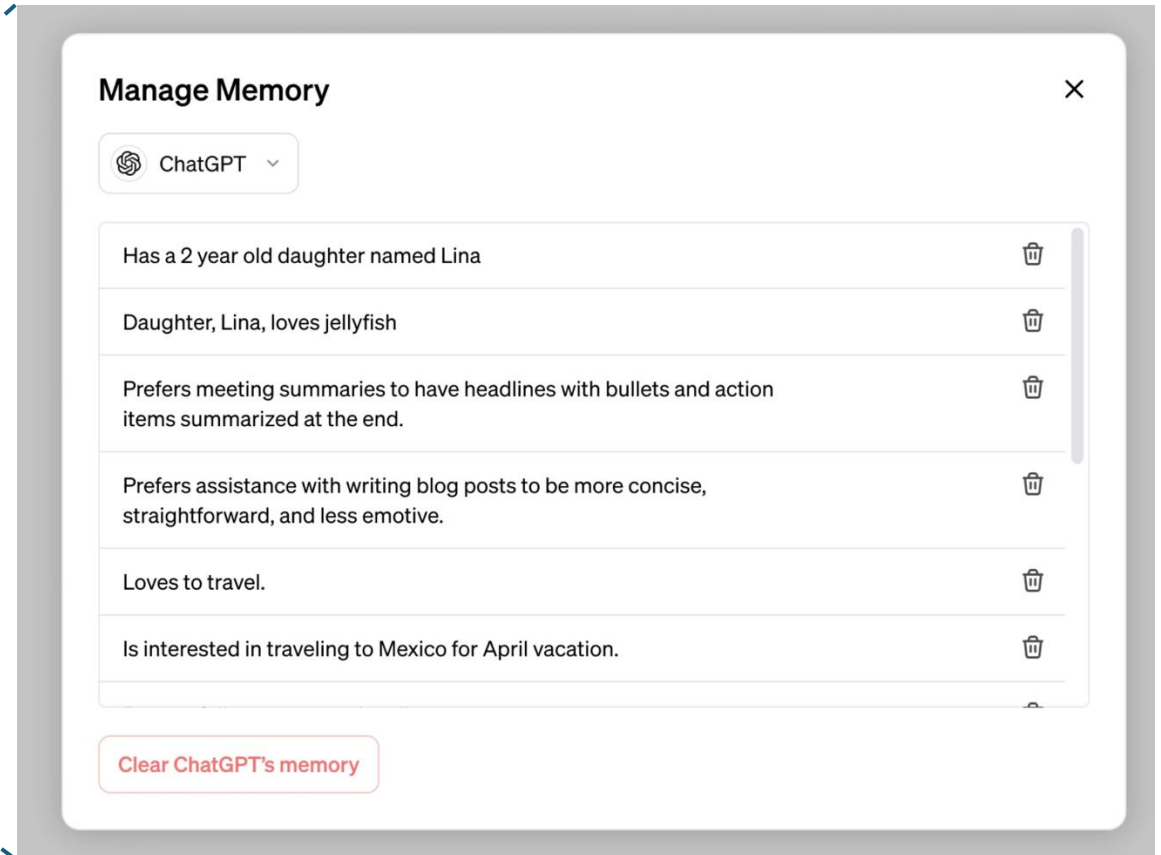 Manage Memory
ChatGPT
Has a 2 year old daughter named Lina
Daughter, Lina, loves jellyfish
Prefers meeting summaries to have headlines with bullets and action
items summarized at the end.
Prefers assistance with writing blog posts to be more concise,
straightforward, and less emotive.
Loves to travel.
Is interested in traveling to Mexico for April vacation.
Clear ChatGPT’s memory